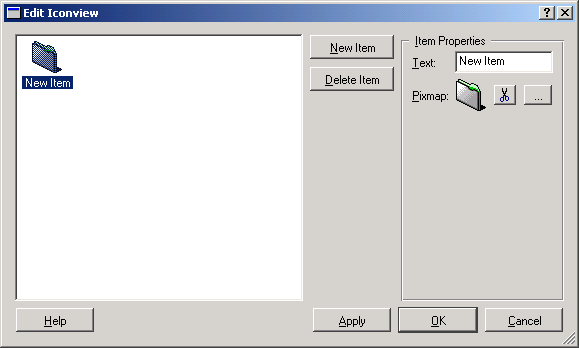 Edit Iconview
New Item
New Item
Delete Item
Item Properties
Text: New Item
Pixmap: ...
Help
Apply
OK
Cancel